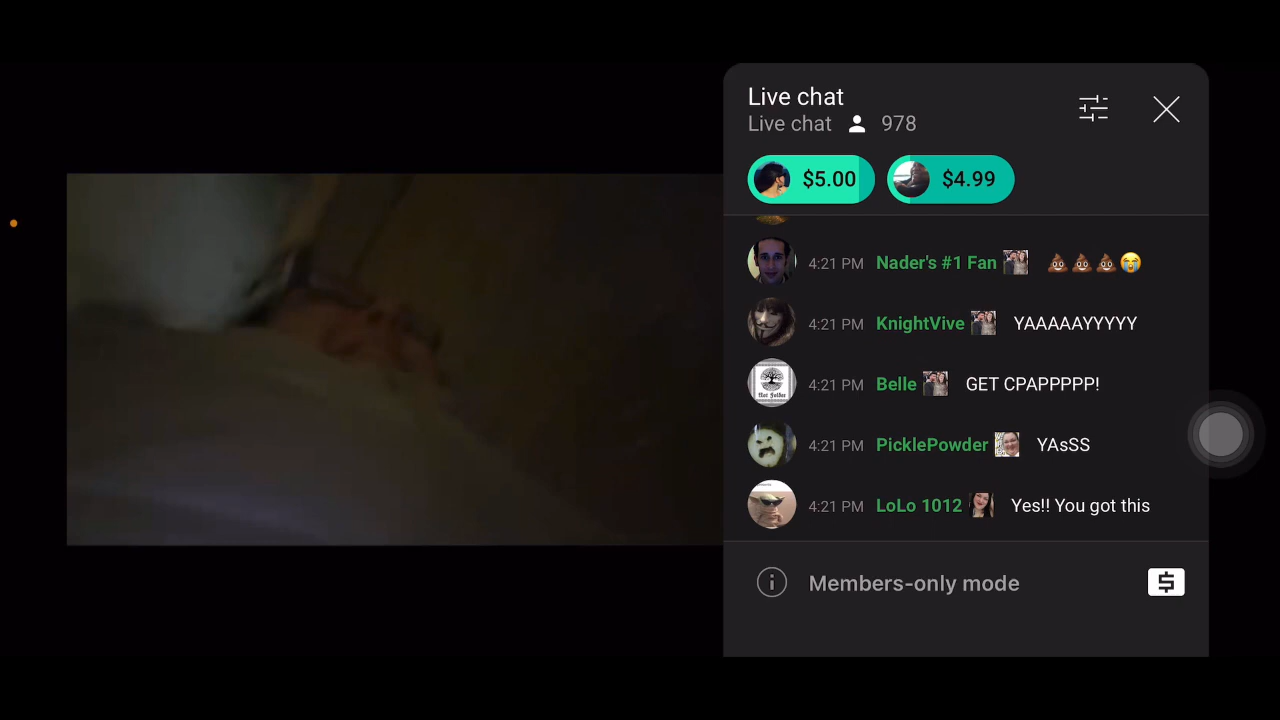 Live chat
Live chat 978
$5.00 $4.99
4:21 PM Nader's #1 Fan 💩💩💩😭
4:21 PM KnightVive YAAAAAYYYYY
4:21 PM Belle GET CPAPPPPP!
4:21 PM PicklePowder YAsSS
4:21 PM LoLo 1012 Yes!! You got this
Members-only mode $